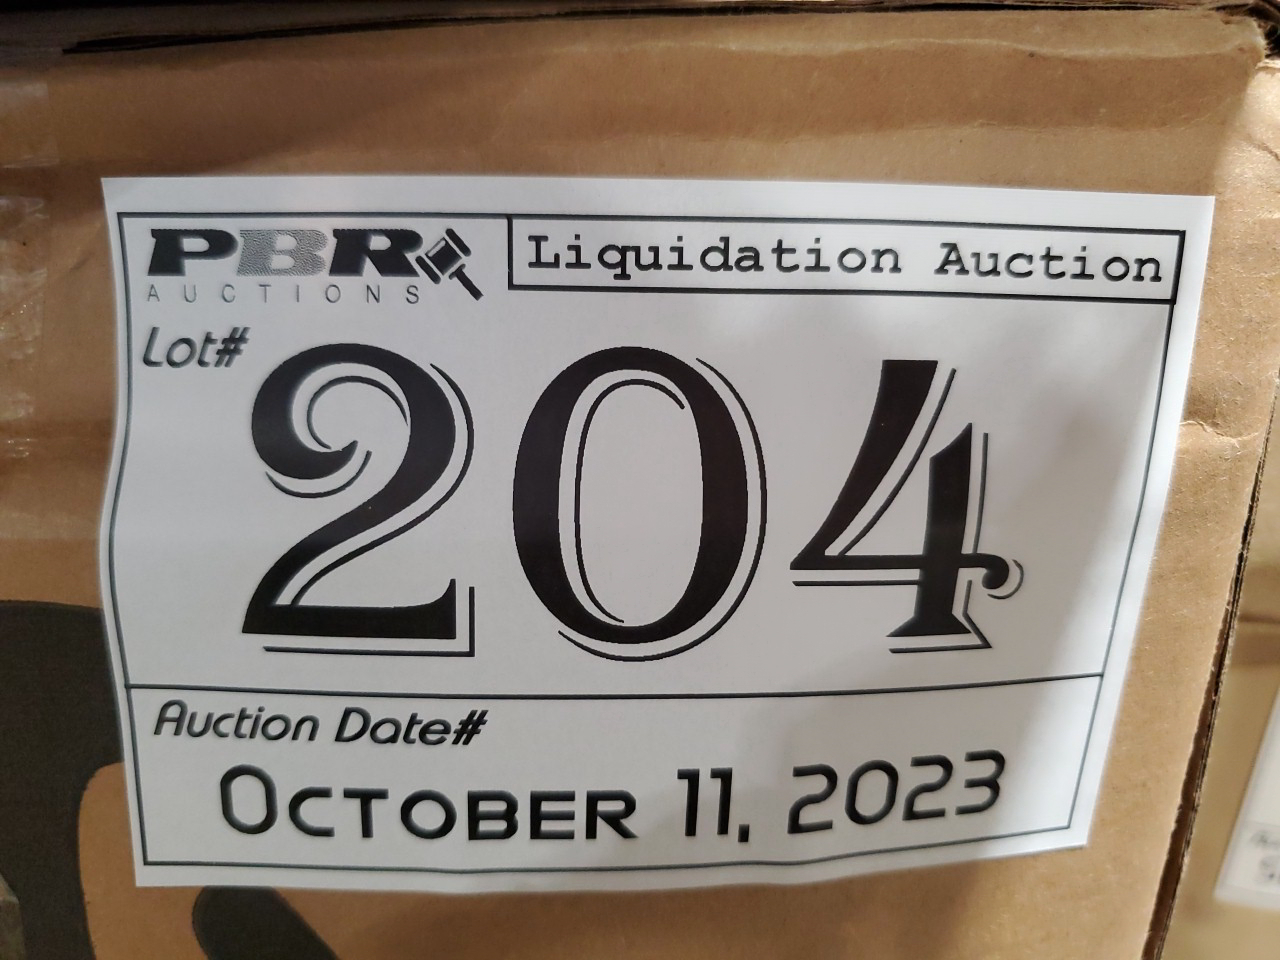 PBR
AUCTIONS
Liquidation Auction
Lot#
204
Auction Date#
October 11, 2023